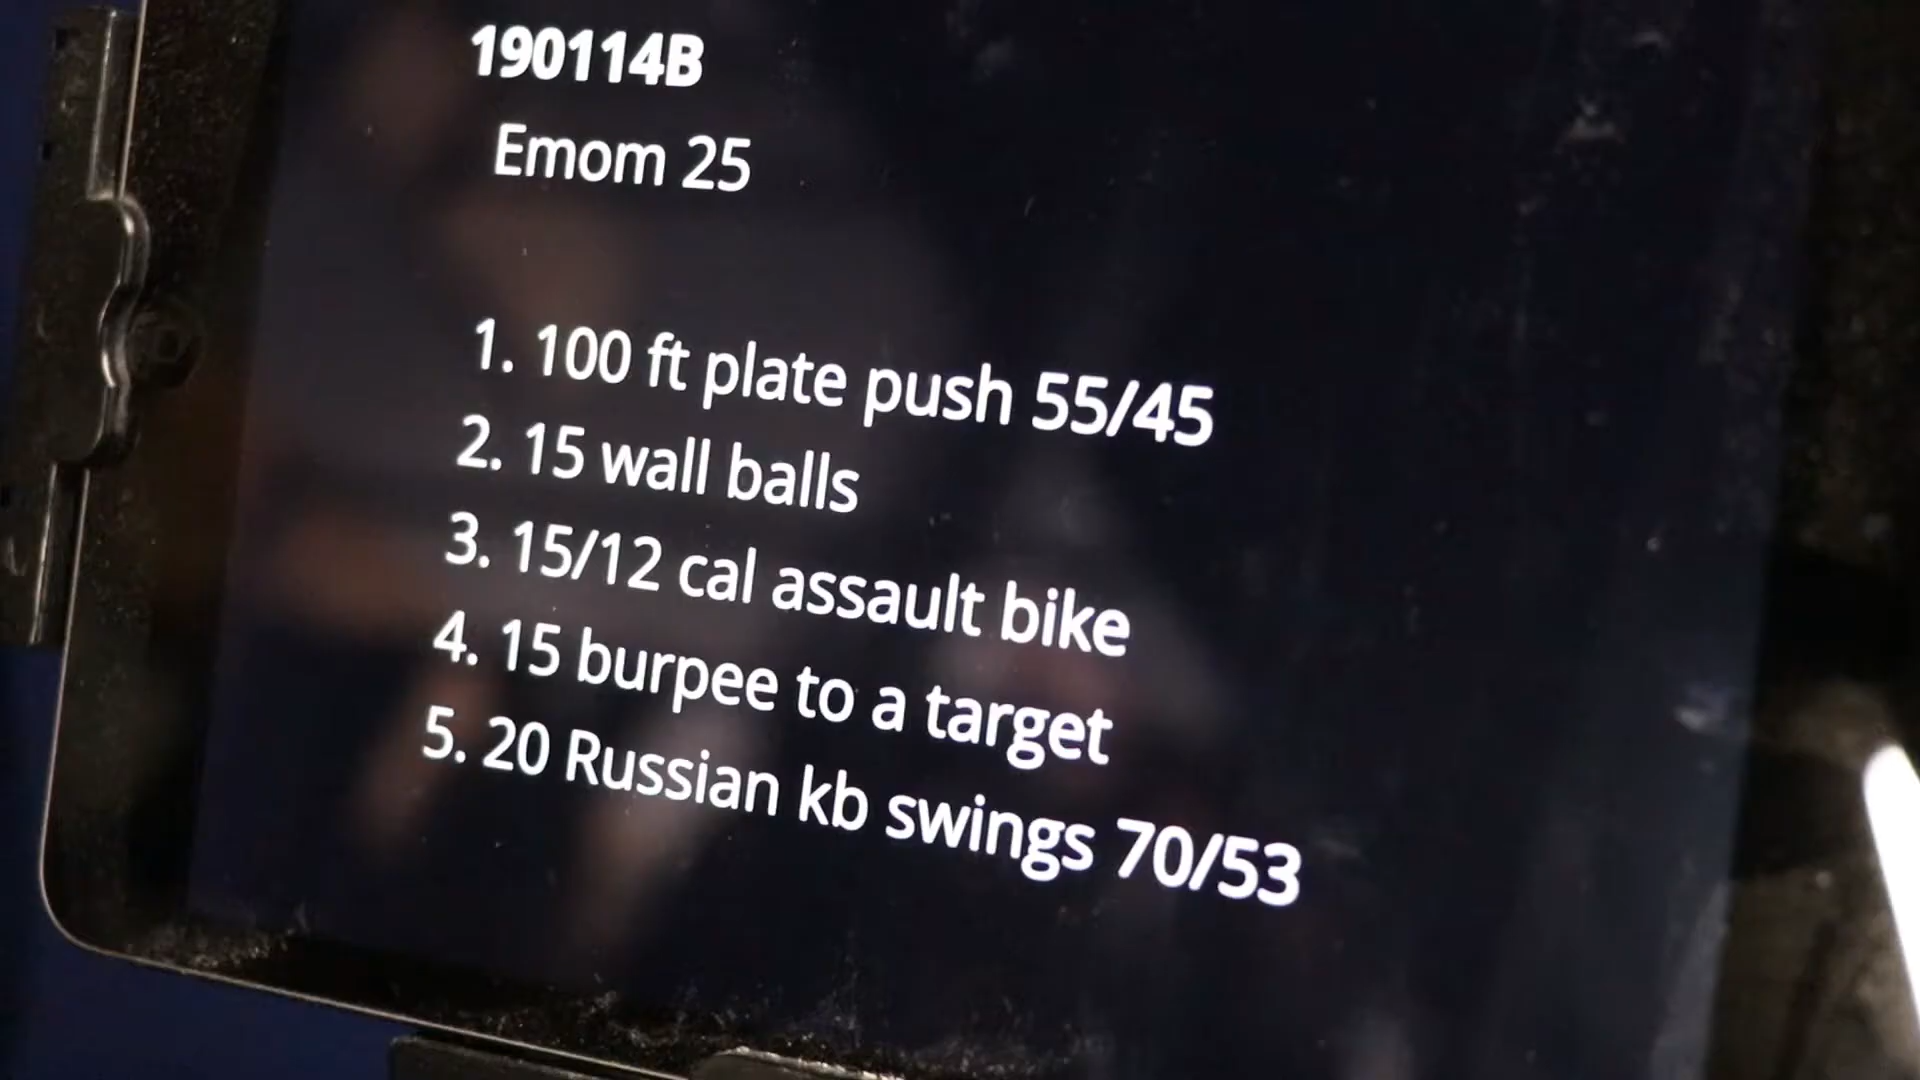 190114B
Emom 25
1. 100 ft plate push 55/45
2. 15 wall balls
3. 15/12 cal assault bike
4. 15 burpee to a target
5. 20 Russian kb swings 70/53